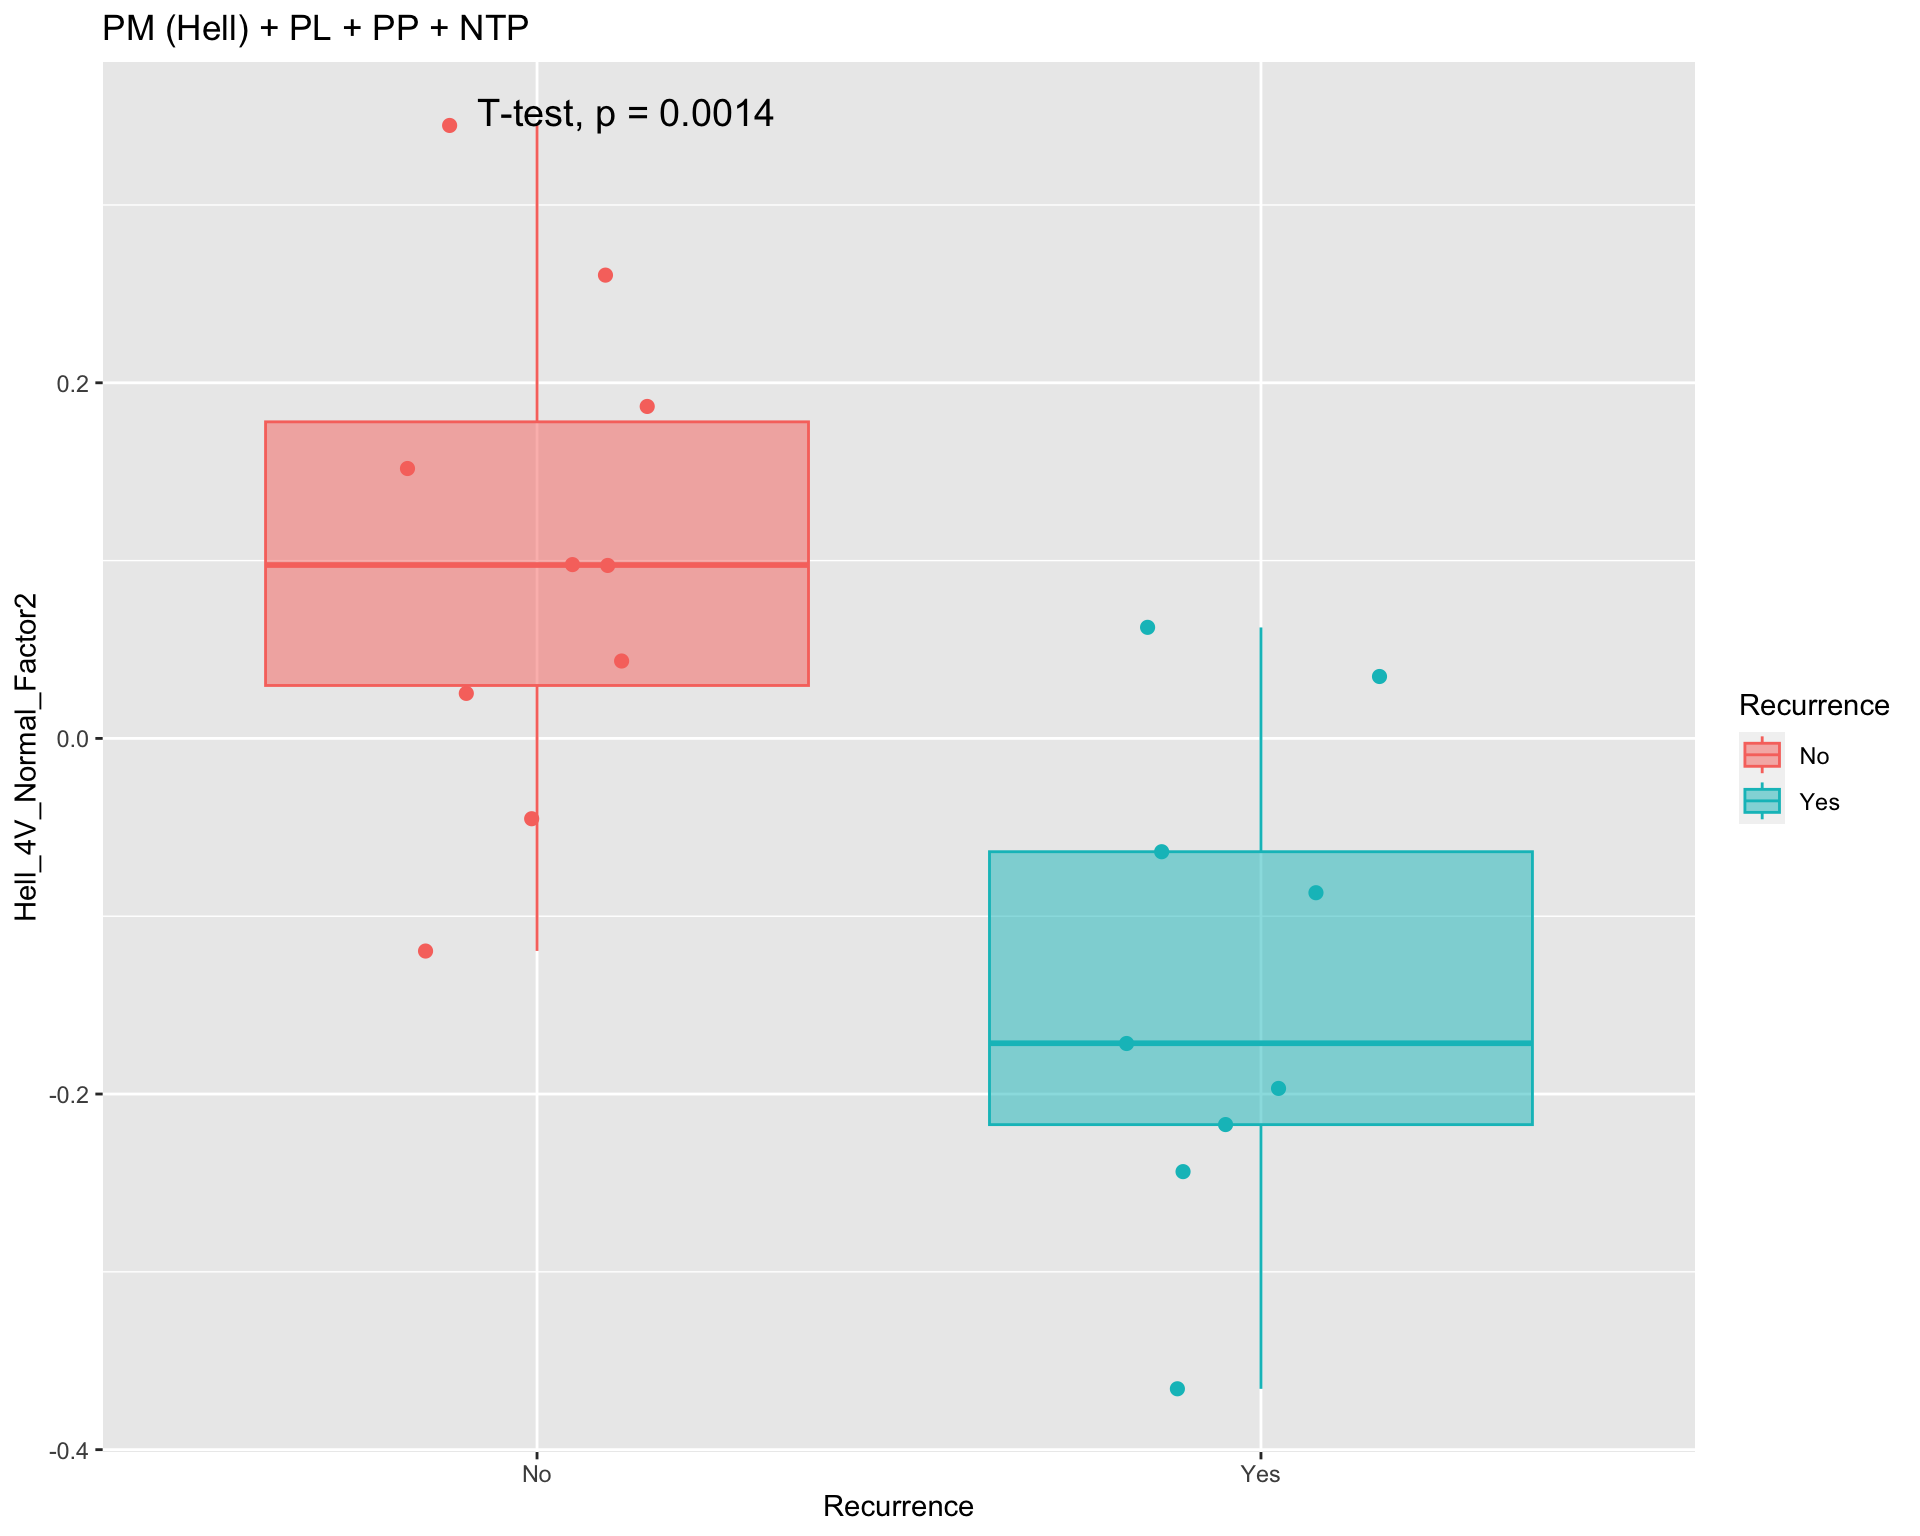 PM (Hell) + PL + PP + NTP
T-test, p = 0.0014
Hell_4V_Normal_Factor2
0.2
0.0
-0.2
-0.4
No
Yes
Recurrence
Recurrence
No
Yes